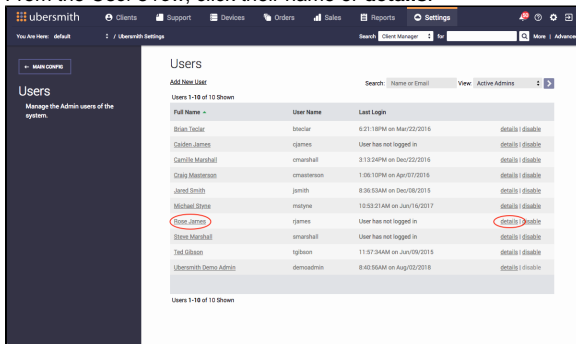 From the User view, click their name or details.
ubersmith Clients Support Devices Orders Sales Reports Settings
You Are Here: default / Ubersmith Settings Search Client Manager for More | Advanced
← MAIN CONFIG
Users
Manage the Admin users of the
system.
Users
Add New User Search: Name or Email View: Active Admins
Users 1-10 of 10 Shown
Full Name User Name Last Login
Brian Teclar bteclar 6:21:18PM on Mar/22/2016 details | disable
Caiden James cjames User has not logged in details | disable
Camille Marshall cmarshall 3:13:24PM on Dec/22/2016 details | disable
Craig Masterson cmasterson 1:06:10PM on Apr/07/2016 details | disable
Jared Smith jsmith 8:36:53AM on Dec/08/2015 details | disable
Michael Styne mstyne 10:53:21AM on Jun/16/2017 details | disable
Rose James rjames User has not logged in details | disable
Steve Marshall smarshall User has not logged in details | disable
Ted Gibson tgibson 11:57:34AM on Jun/09/2015 details | disable
Ubersmith Demo Admin demoadmin 8:40:56AM on Aug/02/2018 details | disable
Users 1-10 of 10 Shown